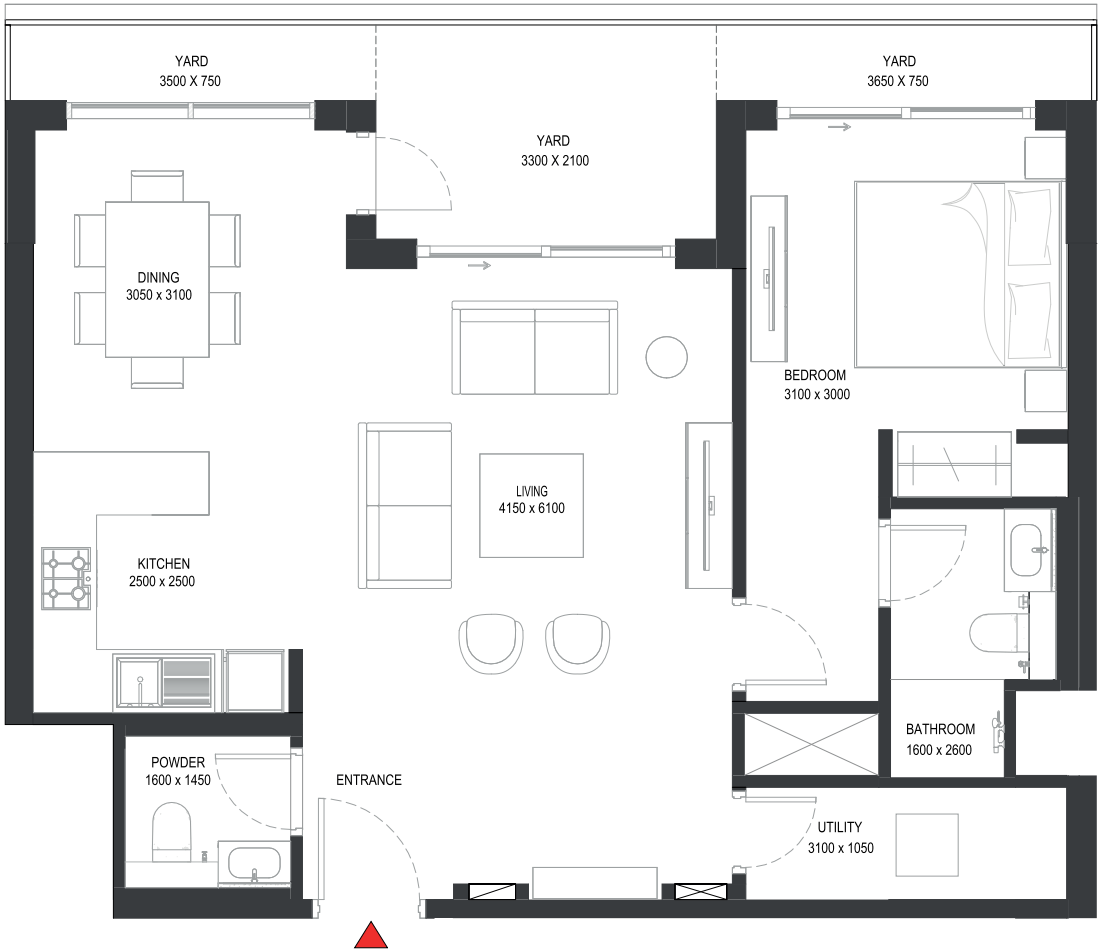 YARD
3500 X 750
YARD
3650 X 750
YARD
3300 X 2100
DINING
3050 x 3100
BEDROOM
3100 x 3000
LIVING
4150 x 6100
KITCHEN
2500 x 2500
BATHROOM
1600 x 2600
POWDER
1600 x 1450
ENTRANCE
UTILITY
3100 x 1050